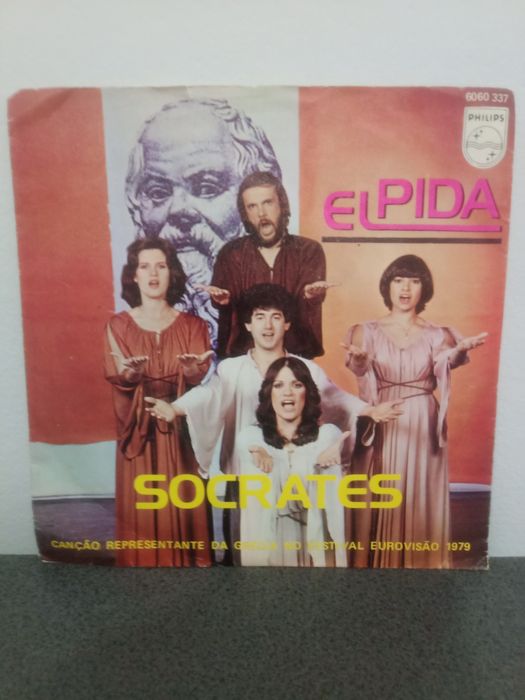 6060 337
PHILIPS
ELPIDA
SOCRATES
CANÇÃO REPRESENTANTE DA GRÉCIA NO FESTIVAL EUROVISÃO 1979